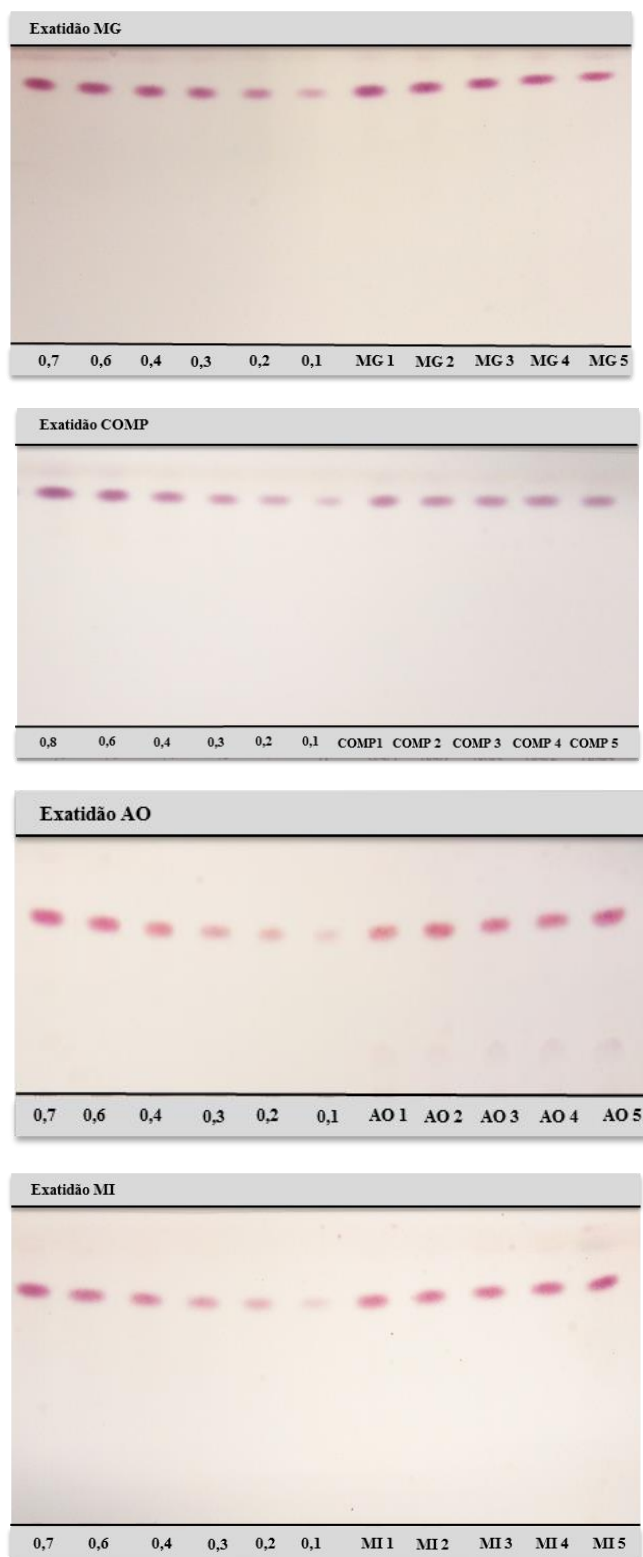 Exatidão MG
0,7 0,6 0,4 0,3 0,2 0,1 MG 1 MG 2 MG 3 MG 4 MG 5
Exatidão COMP
0,8 0,6 0,4 0,3 0,2 0,1 COMP1 COMP 2 COMP 3 COMP 4 COMP 5
Exatidão AO
0,7 0,6 0,4 0,3 0,2 0,1 AO 1 AO 2 AO 3 AO 4 AO 5
Exatidão MI
0,7 0,6 0,4 0,3 0,2 0,1 MI 1 MI 2 MI 3 MI 4 MI 5